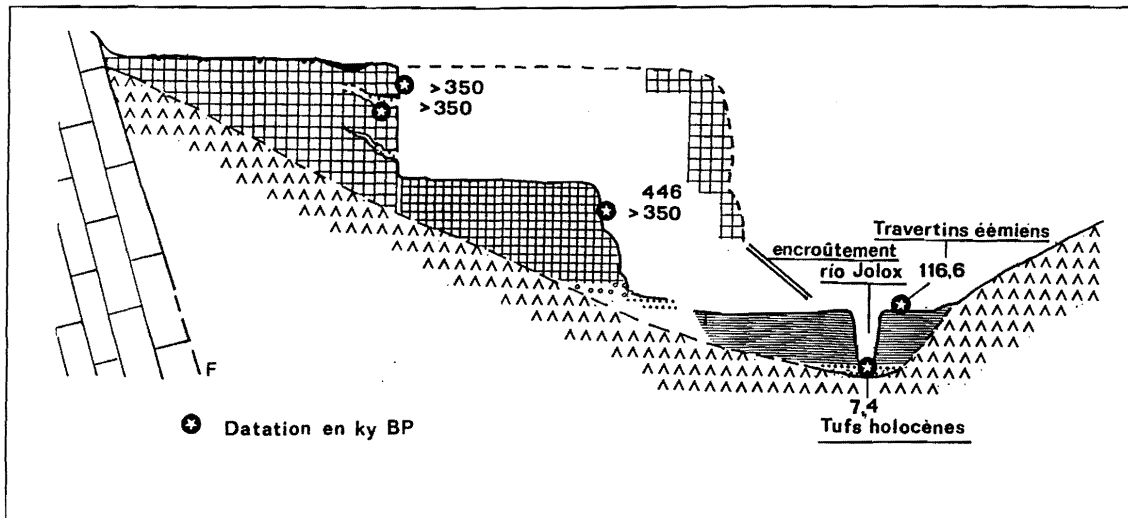 > 350
> 350
446
> 350
Travertins éémiens
encroûtement
río Jolox
116,6
F
7,4
Datation en ky BP
Tufs holocènes